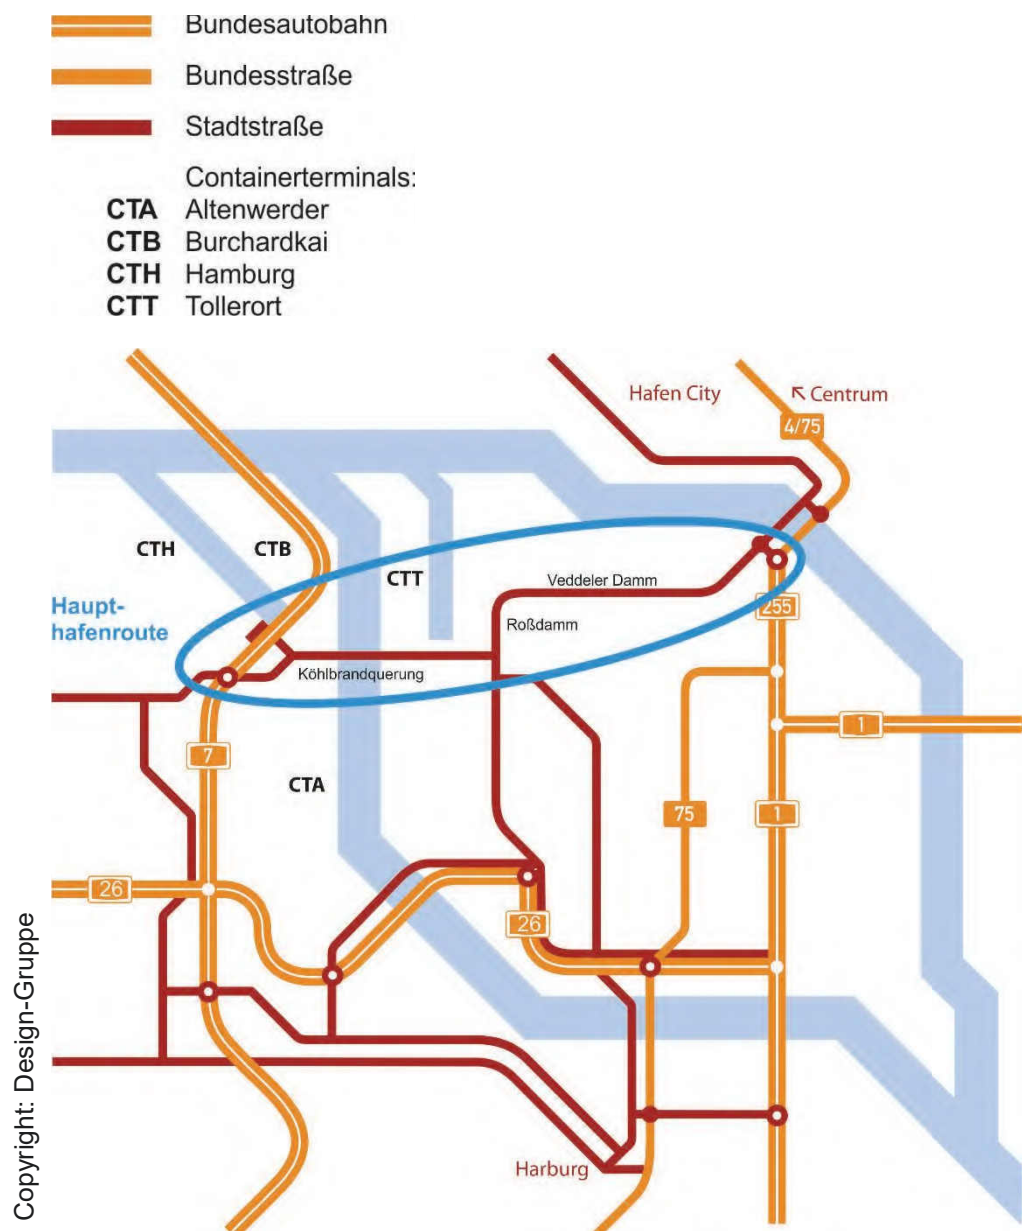 Bundesautobahn
Bundesstraße
Stadtstraße
Containerterminals:
CTA Altenwerder
CTB Burchardkai
CTH Hamburg
CTT Tollerort
Hafen City
Centrum
4/75
CTH
CTB
CTT
Veddeler Damm
Haupt-
hafenroute
255
Roßdamm
Köhlbrandquerung
7
1
CTA
75
1
26
26
Harburg
Copyright: Design-Gruppe